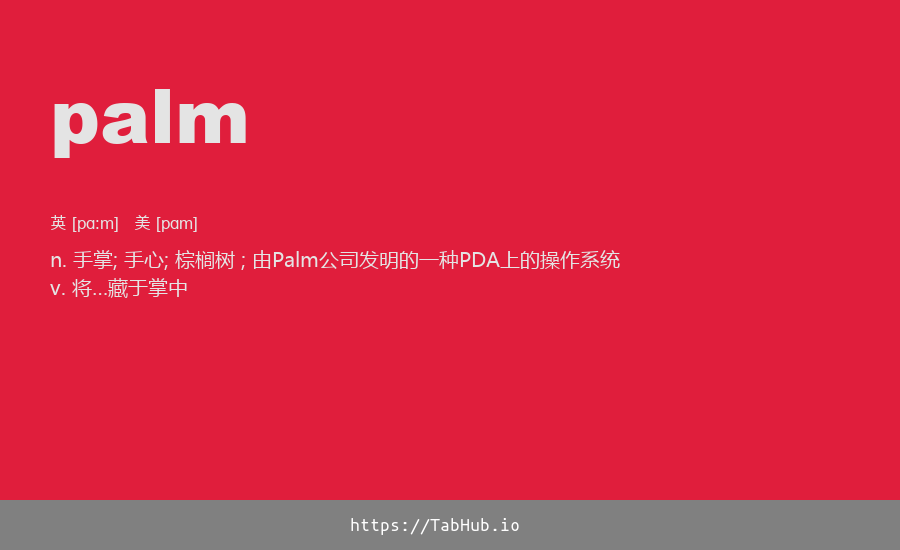 palm
英 [pɑːm] 美 [pɑm]
n. 手掌; 手心; 棕榈树 ; 由Palm公司发明的一种PDA上的操作系统
v. 将…藏于掌中
https://TabHub.io